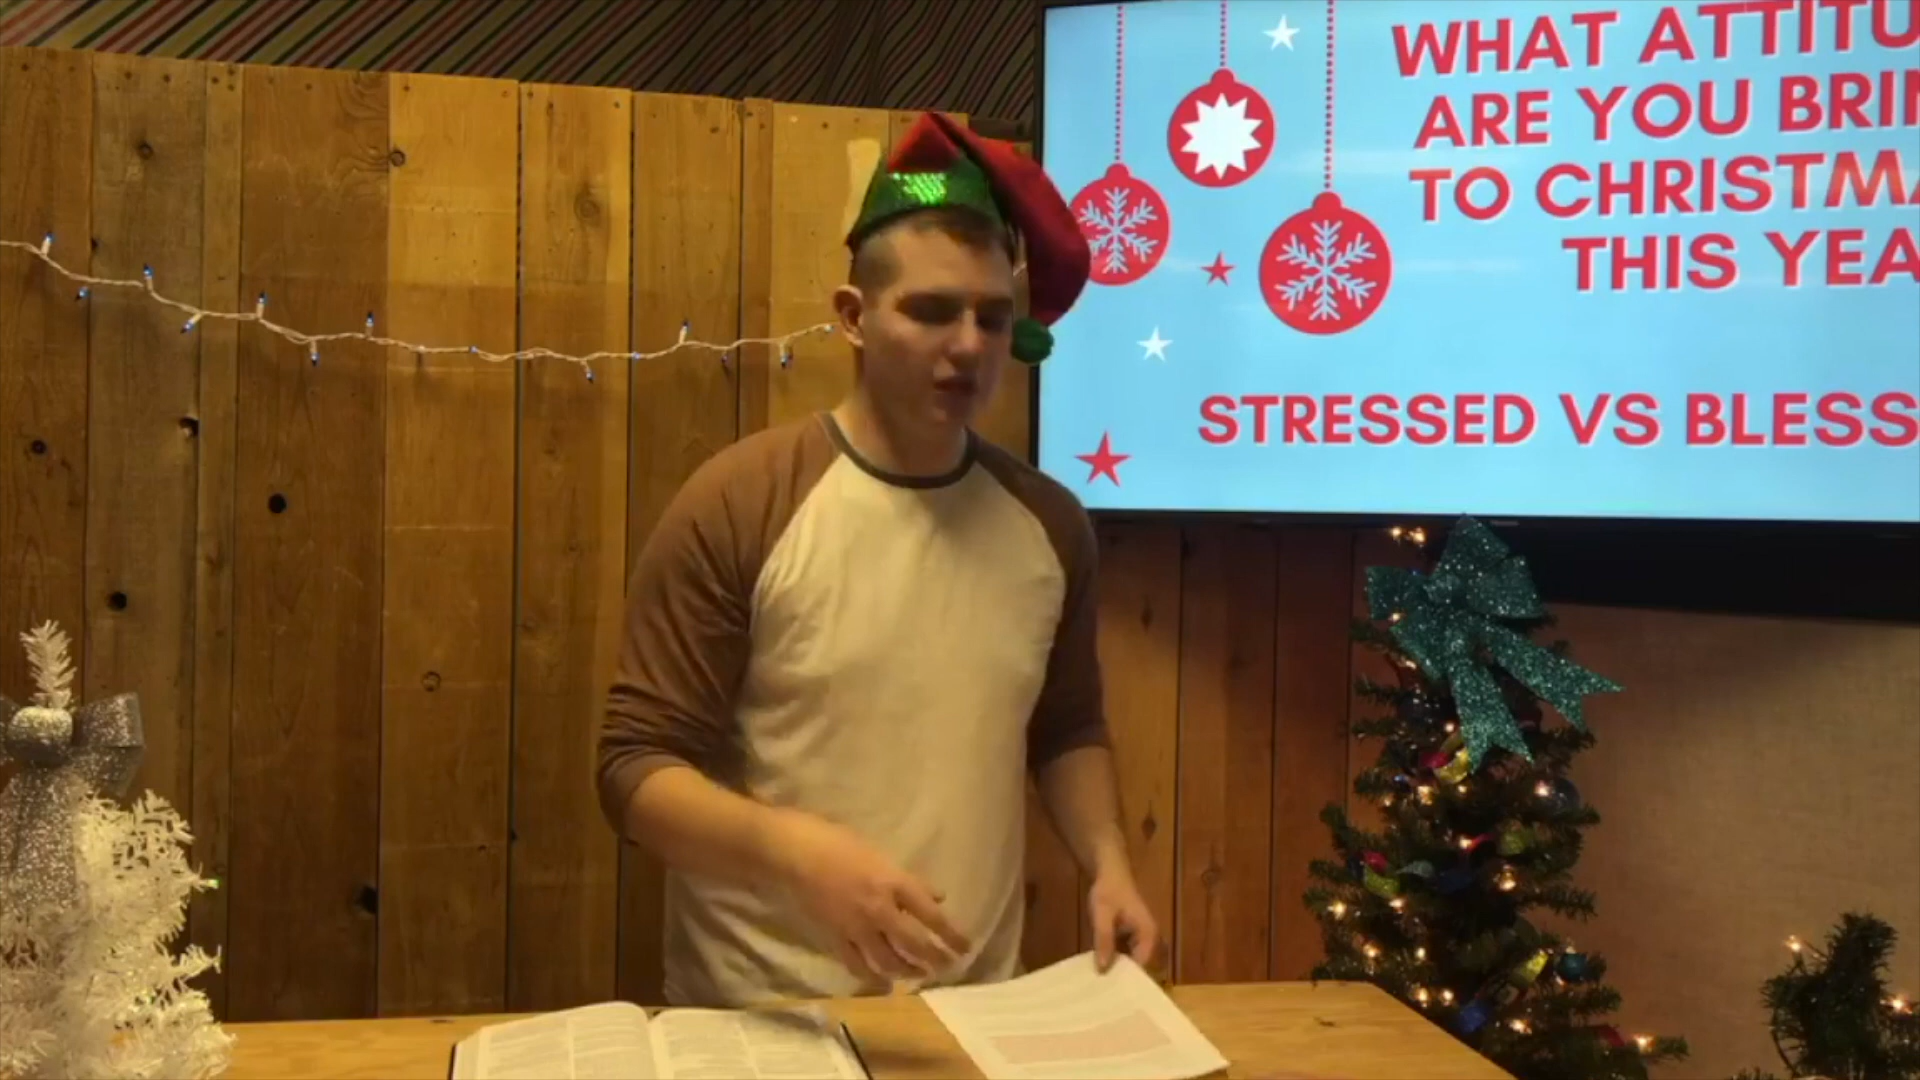 WHAT ATTITU
ARE YOU BRIN
TO CHRISTMA
THIS YEA
STRESSED VS BLESS